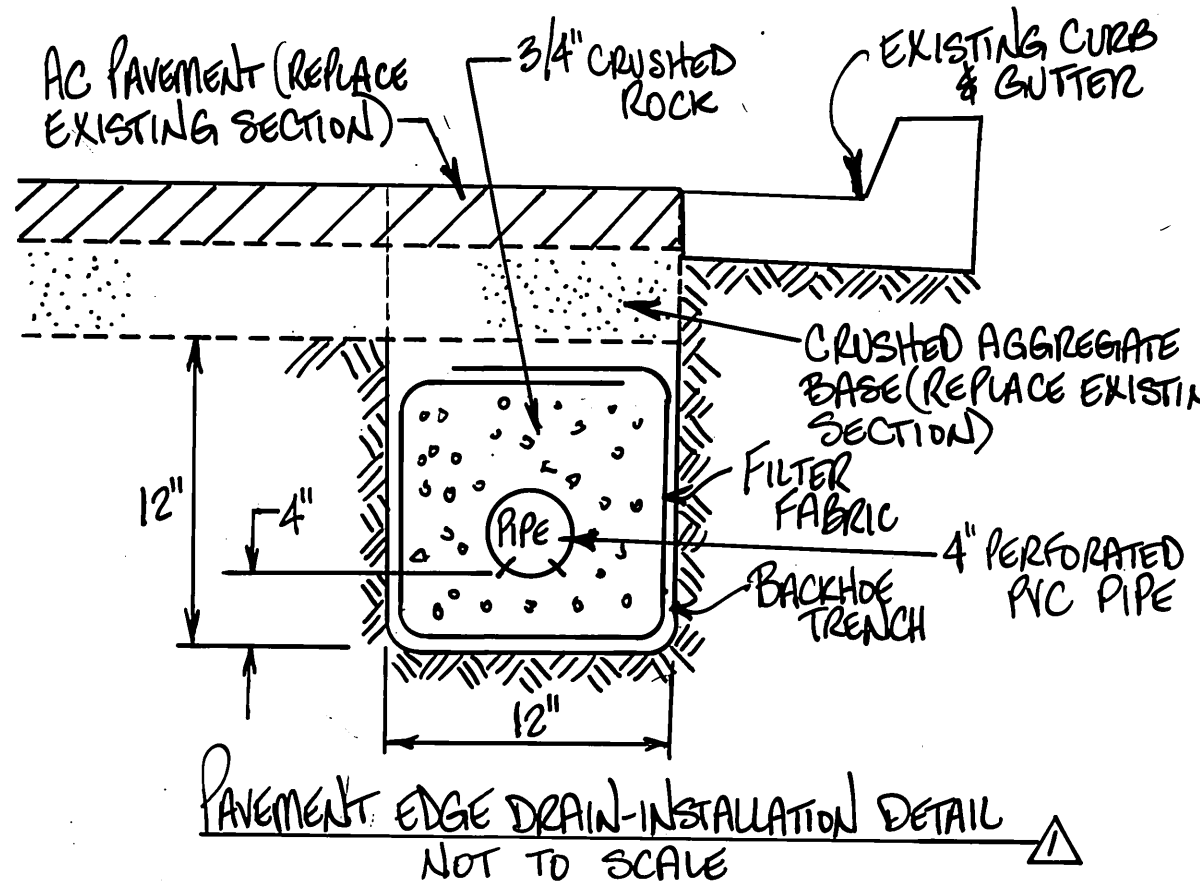 AC PAVEMENT (REPLACE
EXISTING SECTION)
3/4" CRUSHED
ROCK
EXISTING CURB
& GUTTER
CRUSHED AGGREGATE
BASE (REPLACE EXISTIN
SECTION)
12"
4"
PIPE
FILTER
FABRIC
4" PERFORATED
PVC PIPE
BACKHOE
TRENCH
12"
PAVEMENT EDGE DRAIN-INSTALLATION DETAIL
NOT TO SCALE
1